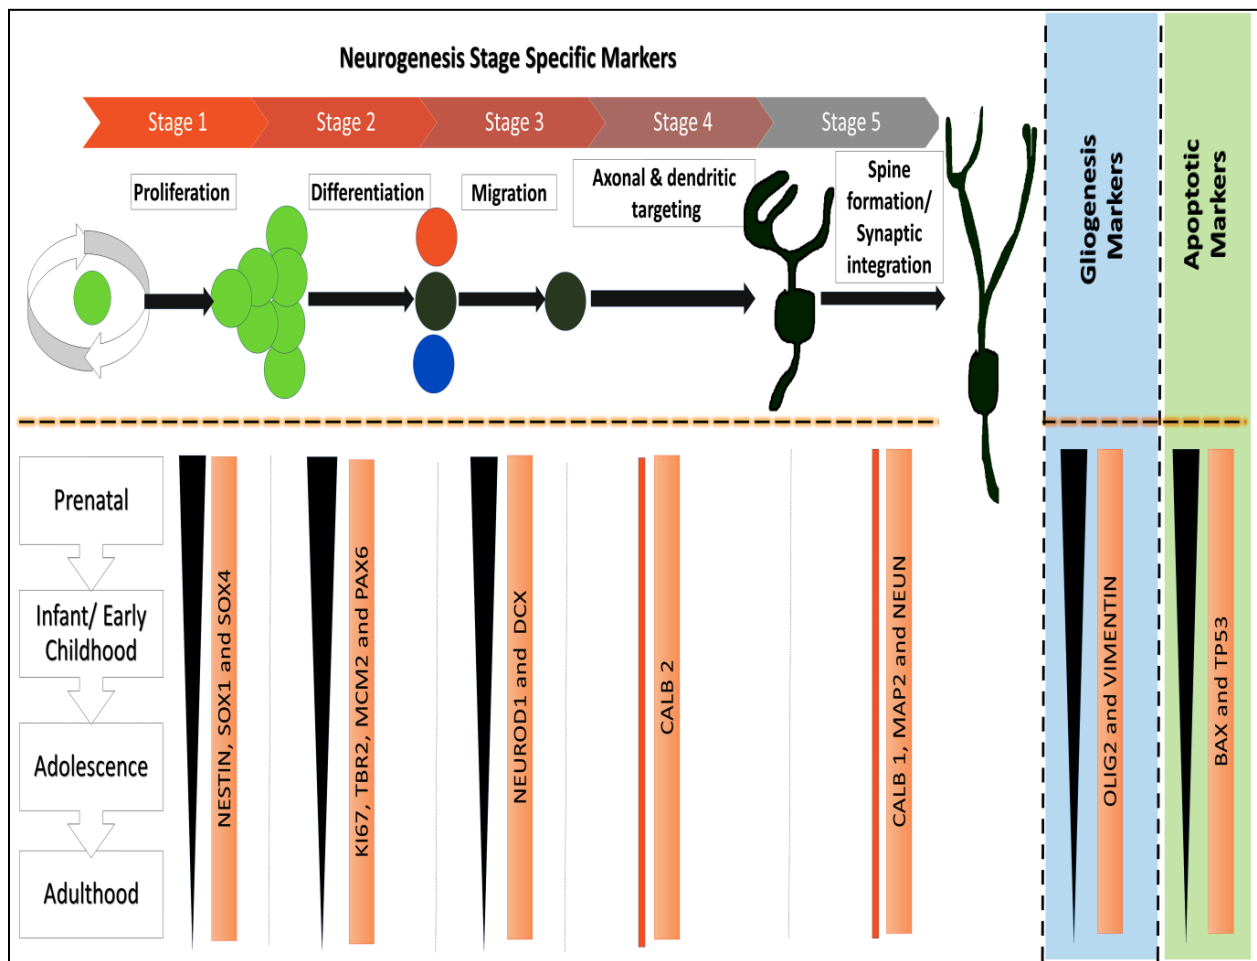 Neurogenesis Stage Specific Markers
Stage 1
Stage 2
Stage 3
Stage 4
Stage 5
Proliferation
Differentiation
Migration
Axonal & dendritic
targeting
Spine
formation/
Synaptic
integration
Gliogenesis
Markers
Apoptotic
Markers
Prenatal
Infant/ Early
Childhood
Adolescence
Adulthood
NESTIN, SOX1 and SOX4
KI67, TBR2, MCM2 and PAX6
NEUROD1 and DCX
CALB 2
CALB 1, MAP2 and NEUN
OLIG2 and VIMENTIN
BAX and TP53